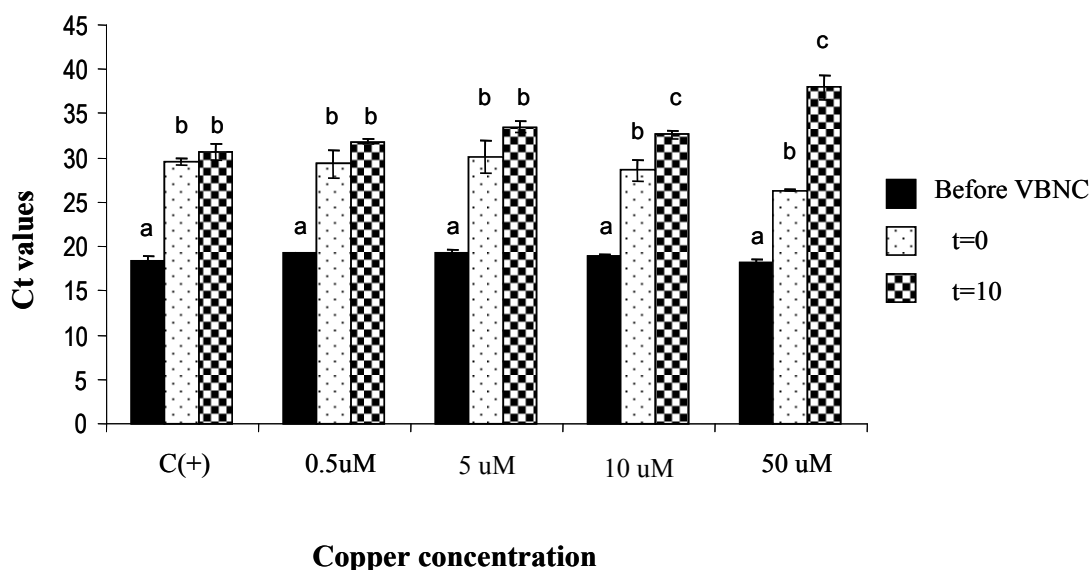 45
40
35
30
25
20
15
10
5
0
Ct values
a b b
a b b
a b b
a b c
a b c
C(+) 0.5uM 5 uM 10 uM 50 uM
Copper concentration
Before VBNC
t=0
t=10